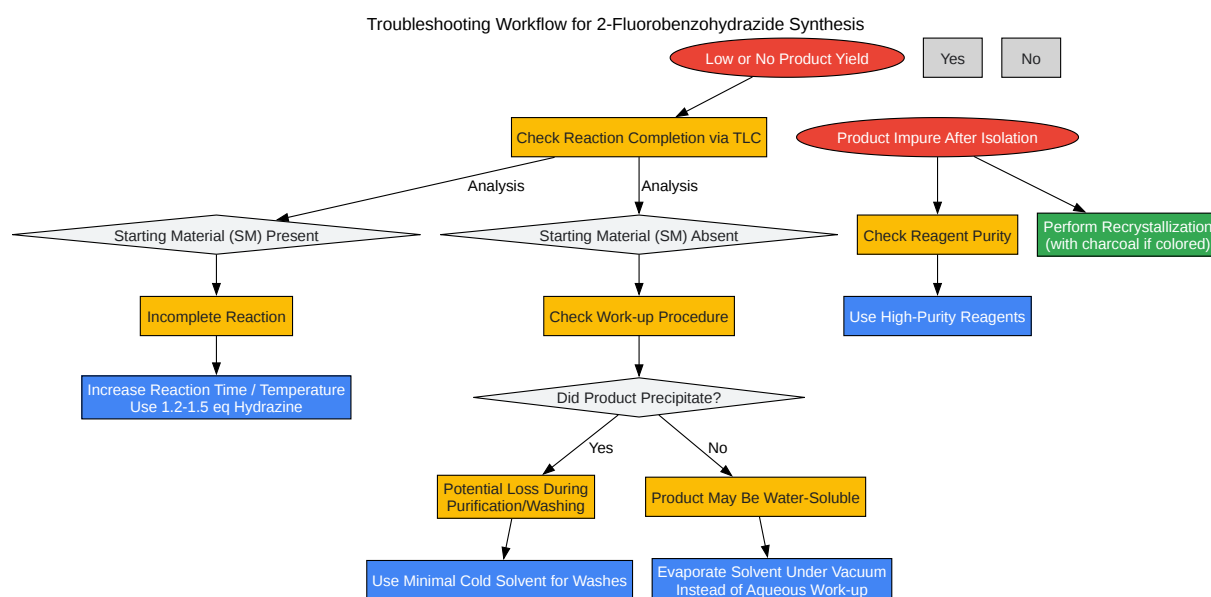 Troubleshooting Workflow for 2-Fluorobenzohydrazide Synthesis
Low or No Product Yield
Yes
No
Check Reaction Completion via TLC
Product Impure After Isolation
Analysis
Analysis
Starting Material (SM) Present
Starting Material (SM) Absent
Check Reagent Purity
Perform Recrystallization
(with charcoal if colored)
Incomplete Reaction
Check Work-up Procedure
Use High-Purity Reagents
Increase Reaction Time / Temperature
Use 1.2-1.5 eq Hydrazine
Did Product Precipitate?
Yes
No
Potential Loss During
Purification/Washing
Product May Be Water-Soluble
Use Minimal Cold Solvent for Washes
Evaporate Solvent Under Vacuum
Instead of Aqueous Work-up